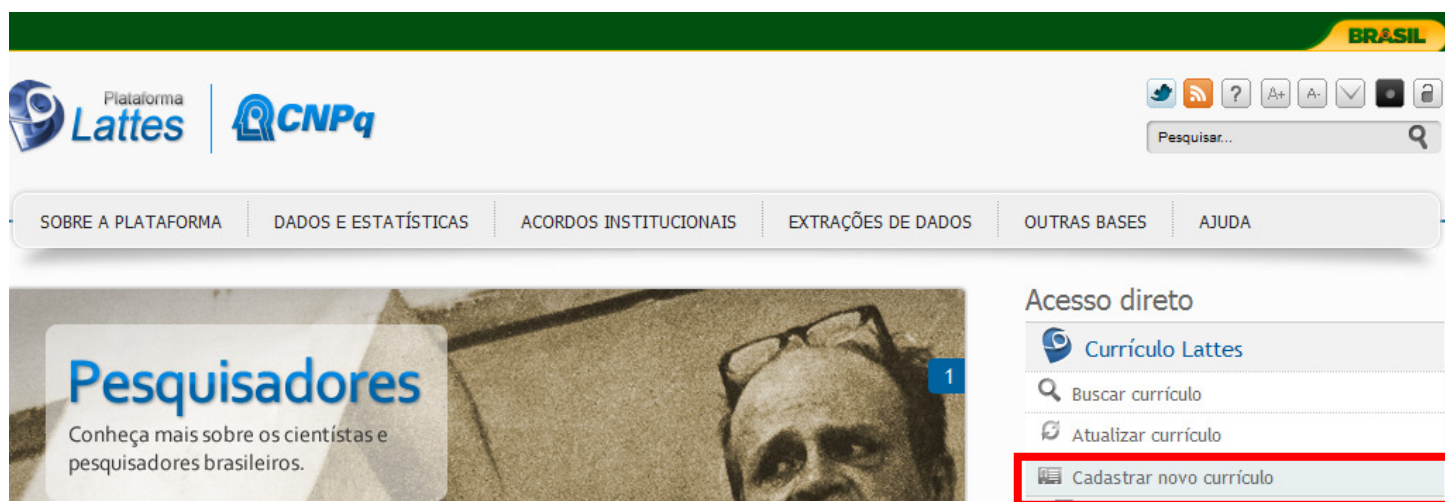 BRASIL
Plataforma
Lattes
CNPq
? A+ A-
Pesquisar...
SOBRE A PLATAFORMA DADOS E ESTATÍSTICAS ACORDOS INSTITUCIONAIS EXTRAÇÕES DE DADOS OUTRAS BASES AJUDA
Pesquisadores
Conheça mais sobre os cientístas e
pesquisadores brasileiros.
1
Acesso direto
Currículo Lattes
Buscar currículo
Atualizar currículo
Cadastrar novo currículo